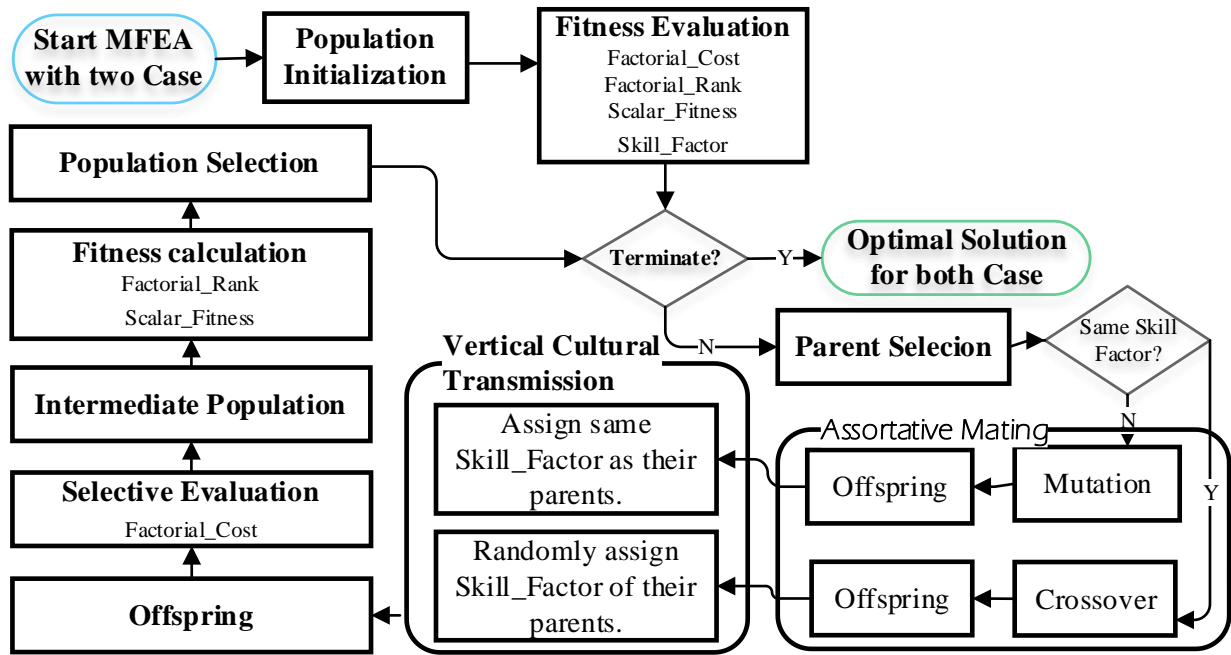 Start MFEA
with two Case
Population
Initialization
Fitness Evaluation
Factorial_Cost
Factorial_Rank
Scalar_Fitness
Skill_Factor
Population Selection
Terminate?
Y
Optimal Solution
for both Case
Fitness calculation
Factorial_Rank
Scalar_Fitness
N
Parent Selecion
Same Skill
Factor?
Vertical Cultural
Transmission
Intermediate Population
Assign same
Skill_Factor as their
parents.
N
Y
Assortative Mating
Offspring
Mutation
Selective Evaluation
Factorial_Cost
Randomly assign
Skill_Factor of their
parents.
Offspring
Crossover
Offspring